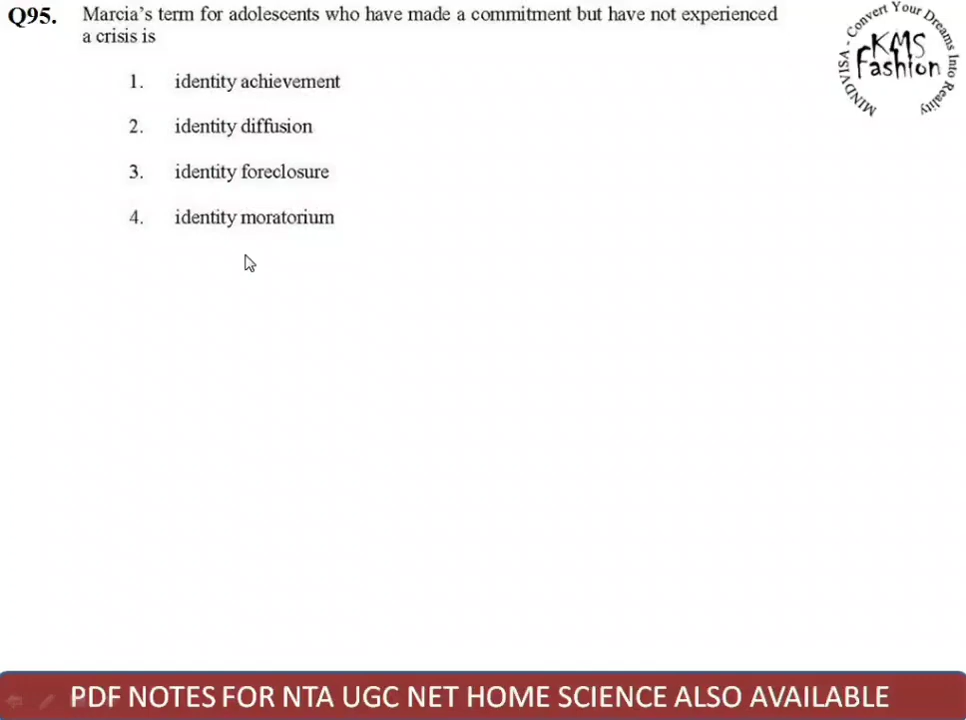 Q95. Marcia's term for adolescents who have made a commitment but have not experienced
a crisis is
1. identity achievement
2. identity diffusion
3. identity foreclosure
4. identity moratorium
MINDVISA - Convert Your Dreams Into Reality
KMS
Fashion
PDF NOTES FOR NTA UGC NET HOME SCIENCE ALSO AVAILABLE